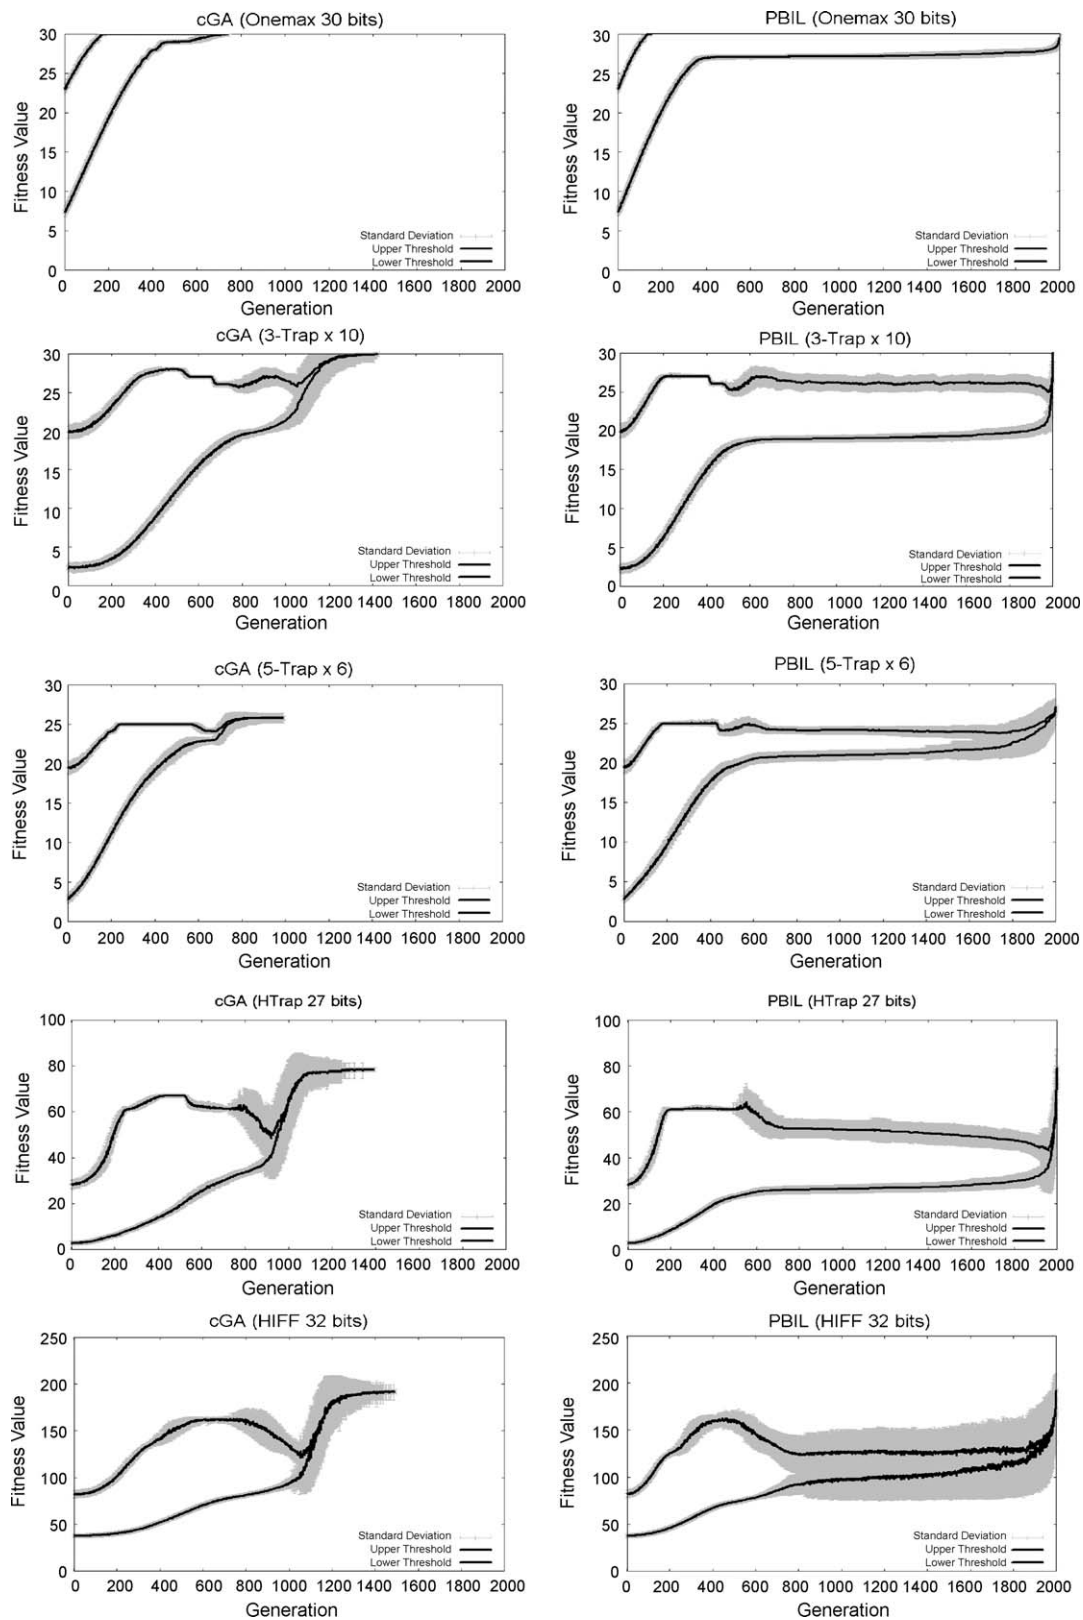 cGA (Onemax 30 bits)
Fitness Value
30
25
20
15
10
5
0
Standard Deviation
Upper Threshold
Lower Threshold
0 200 400 600 800 1000 1200 1400 1600 1800 2000
Generation
PBIL (Onemax 30 bits)
Fitness Value
30
25
20
15
10
5
0
Standard Deviation
Upper Threshold
Lower Threshold
0 200 400 600 800 1000 1200 1400 1600 1800 2000
Generation
cGA (3-Trap x 10)
Fitness Value
30
25
20
15
10
5
0
Standard Deviation
Upper Threshold
Lower Threshold
0 200 400 600 800 1000 1200 1400 1600 1800 2000
Generation
PBIL (3-Trap x 10)
Fitness Value
30
25
20
15
10
5
0
Standard Deviation
Upper Threshold
Lower Threshold
0 200 400 600 800 1000 1200 1400 1600 1800 2000
Generation
cGA (5-Trap x 6)
Fitness Value
30
25
20
15
10
5
0
Standard Deviation
Upper Threshold
Lower Threshold
0 200 400 600 800 1000 1200 1400 1600 1800 2000
Generation
PBIL (5-Trap x 6)
Fitness Value
30
25
20
15
10
5
0
Standard Deviation
Upper Threshold
Lower Threshold
0 200 400 600 800 1000 1200 1400 1600 1800 2000
Generation
cGA (HTrap 27 bits)
Fitness Value
100
80
60
40
20
0
Standard Deviation
Upper Threshold
Lower Threshold
0 200 400 600 800 1000 1200 1400 1600 1800 2000
Generation
PBIL (HTrap 27 bits)
Fitness Value
100
80
60
40
20
0
Standard Deviation
Upper Threshold
Lower Threshold
0 200 400 600 800 1000 1200 1400 1600 1800 2000
Generation
cGA (HIFF 32 bits)
Fitness Value
250
200
150
100
50
0
Standard Deviation
Upper Threshold
Lower Threshold
0 200 400 600 800 1000 1200 1400 1600 1800 2000
Generation
PBIL (HIFF 32 bits)
Fitness Value
250
200
150
100
50
0
Standard Deviation
Upper Threshold
Lower Threshold
0 200 400 600 800 1000 1200 1400 1600 1800 2000
Generation